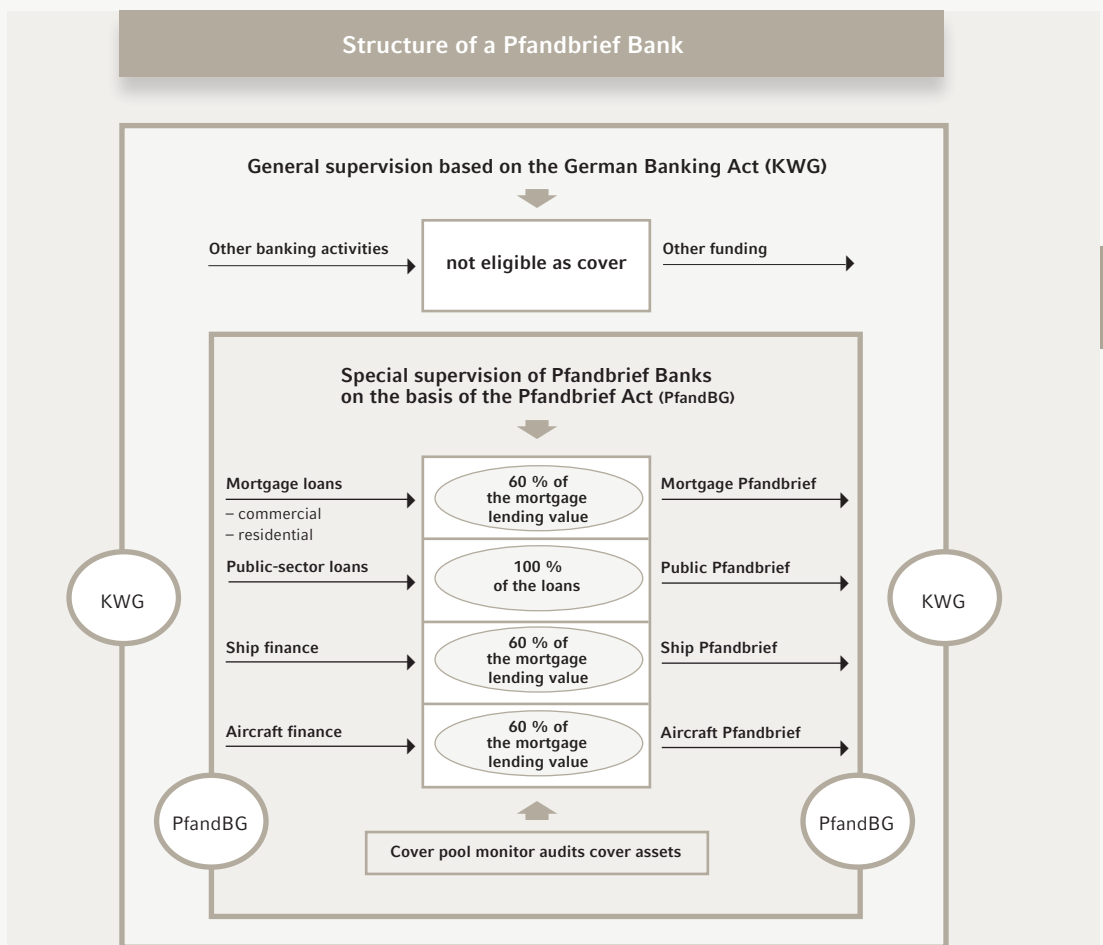 Structure of a Pfandbrief Bank
General supervision based on the German Banking Act (KWG)
Other banking activities
not eligible as cover
Other funding
Special supervision of Pfandbrief Banks
on the basis of the Pfandbrief Act (PfandBG)
Mortgage loans
– commercial
– residential
60 % of
the mortgage
lending value
Mortgage Pfandbrief
Public-sector loans
100 %
of the loans
Public Pfandbrief
KWG
KWG
Ship finance
60 % of
the mortgage
lending value
Ship Pfandbrief
Aircraft finance
60 % of
the mortgage
lending value
Aircraft Pfandbrief
PfandBG
PfandBG
Cover pool monitor audits cover assets